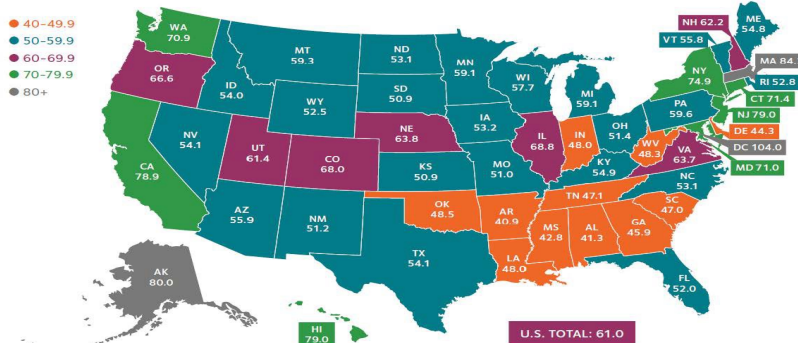 40–49.9
50–59.9
60–69.9
70–79.9
80+
WA
70.9
OR
66.6
CA
78.9
NV
54.1
ID
54.0
MT
59.3
WY
52.5
UT
61.4
CO
68.0
AZ
55.9
NM
51.2
ND
53.1
SD
50.9
NE
63.8
KS
50.9
OK
48.5
TX
54.1
MN
59.1
IA
53.2
MO
51.0
AR
40.9
LA
48.0
WI
57.7
IL
68.8
MI
59.1
IN
48.0
OH
51.4
KY
54.9
TN 47.1
MS
42.8
AL
41.3
GA
45.9
FL
52.0
SC
47.0
NC
53.1
VA
63.7
WV
48.3
PA
59.6
NY
74.9
VT 55.8
NH 62.2
ME
54.8
MA 84.
RI 52.8
CT 71.4
NJ 79.0
DE 44.3
DC 104.0
MD 71.0
AK
80.0
HI
79.0
U.S. TOTAL: 61.0